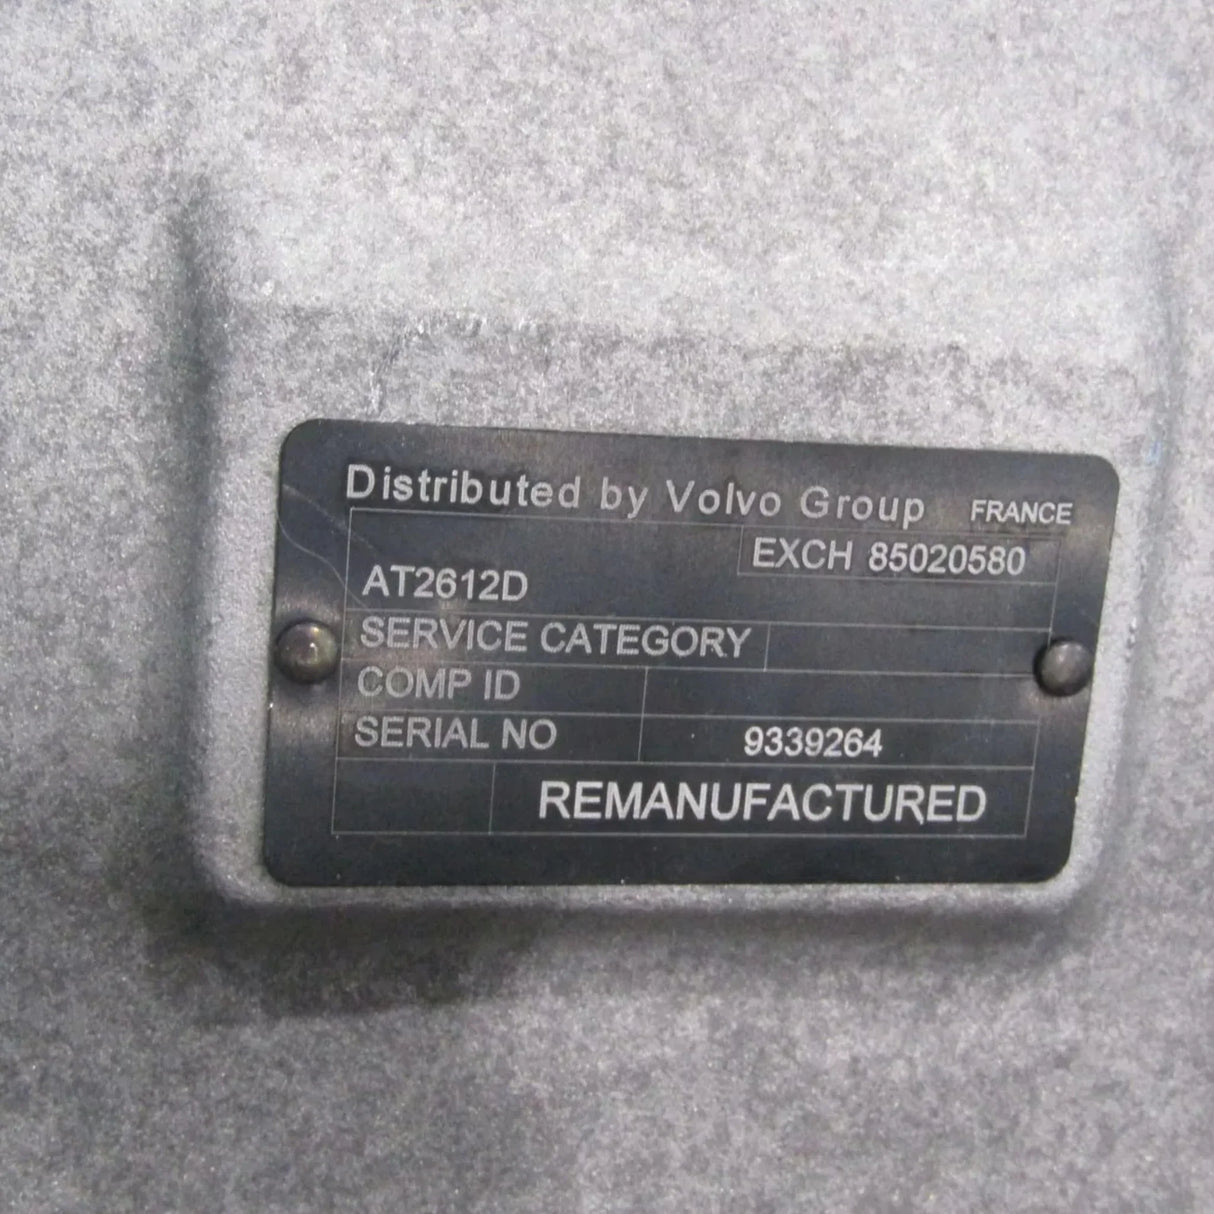 Distributed by Volvo Group FRANCE
EXCH 85020580
AT2612D
SERVICE CATEGORY
COMP ID
SERIAL NO 9339264
REMANUFACTURED